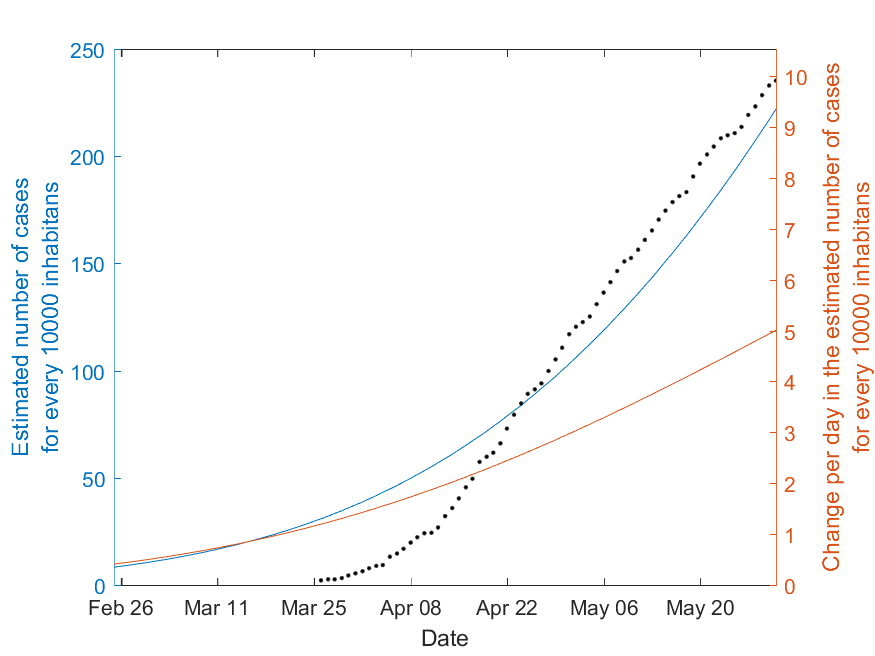 Estimated number of cases
for every 10000 inhabitans
250
200
150
100
50
0
Feb 26 Mar 11 Mar 25 Apr 08 Apr 22 May 06 May 20
Date
10
9
8
7
6
5
4
3
2
1
0
Change per day in the estimated number of cases
for every 10000 inhabitans